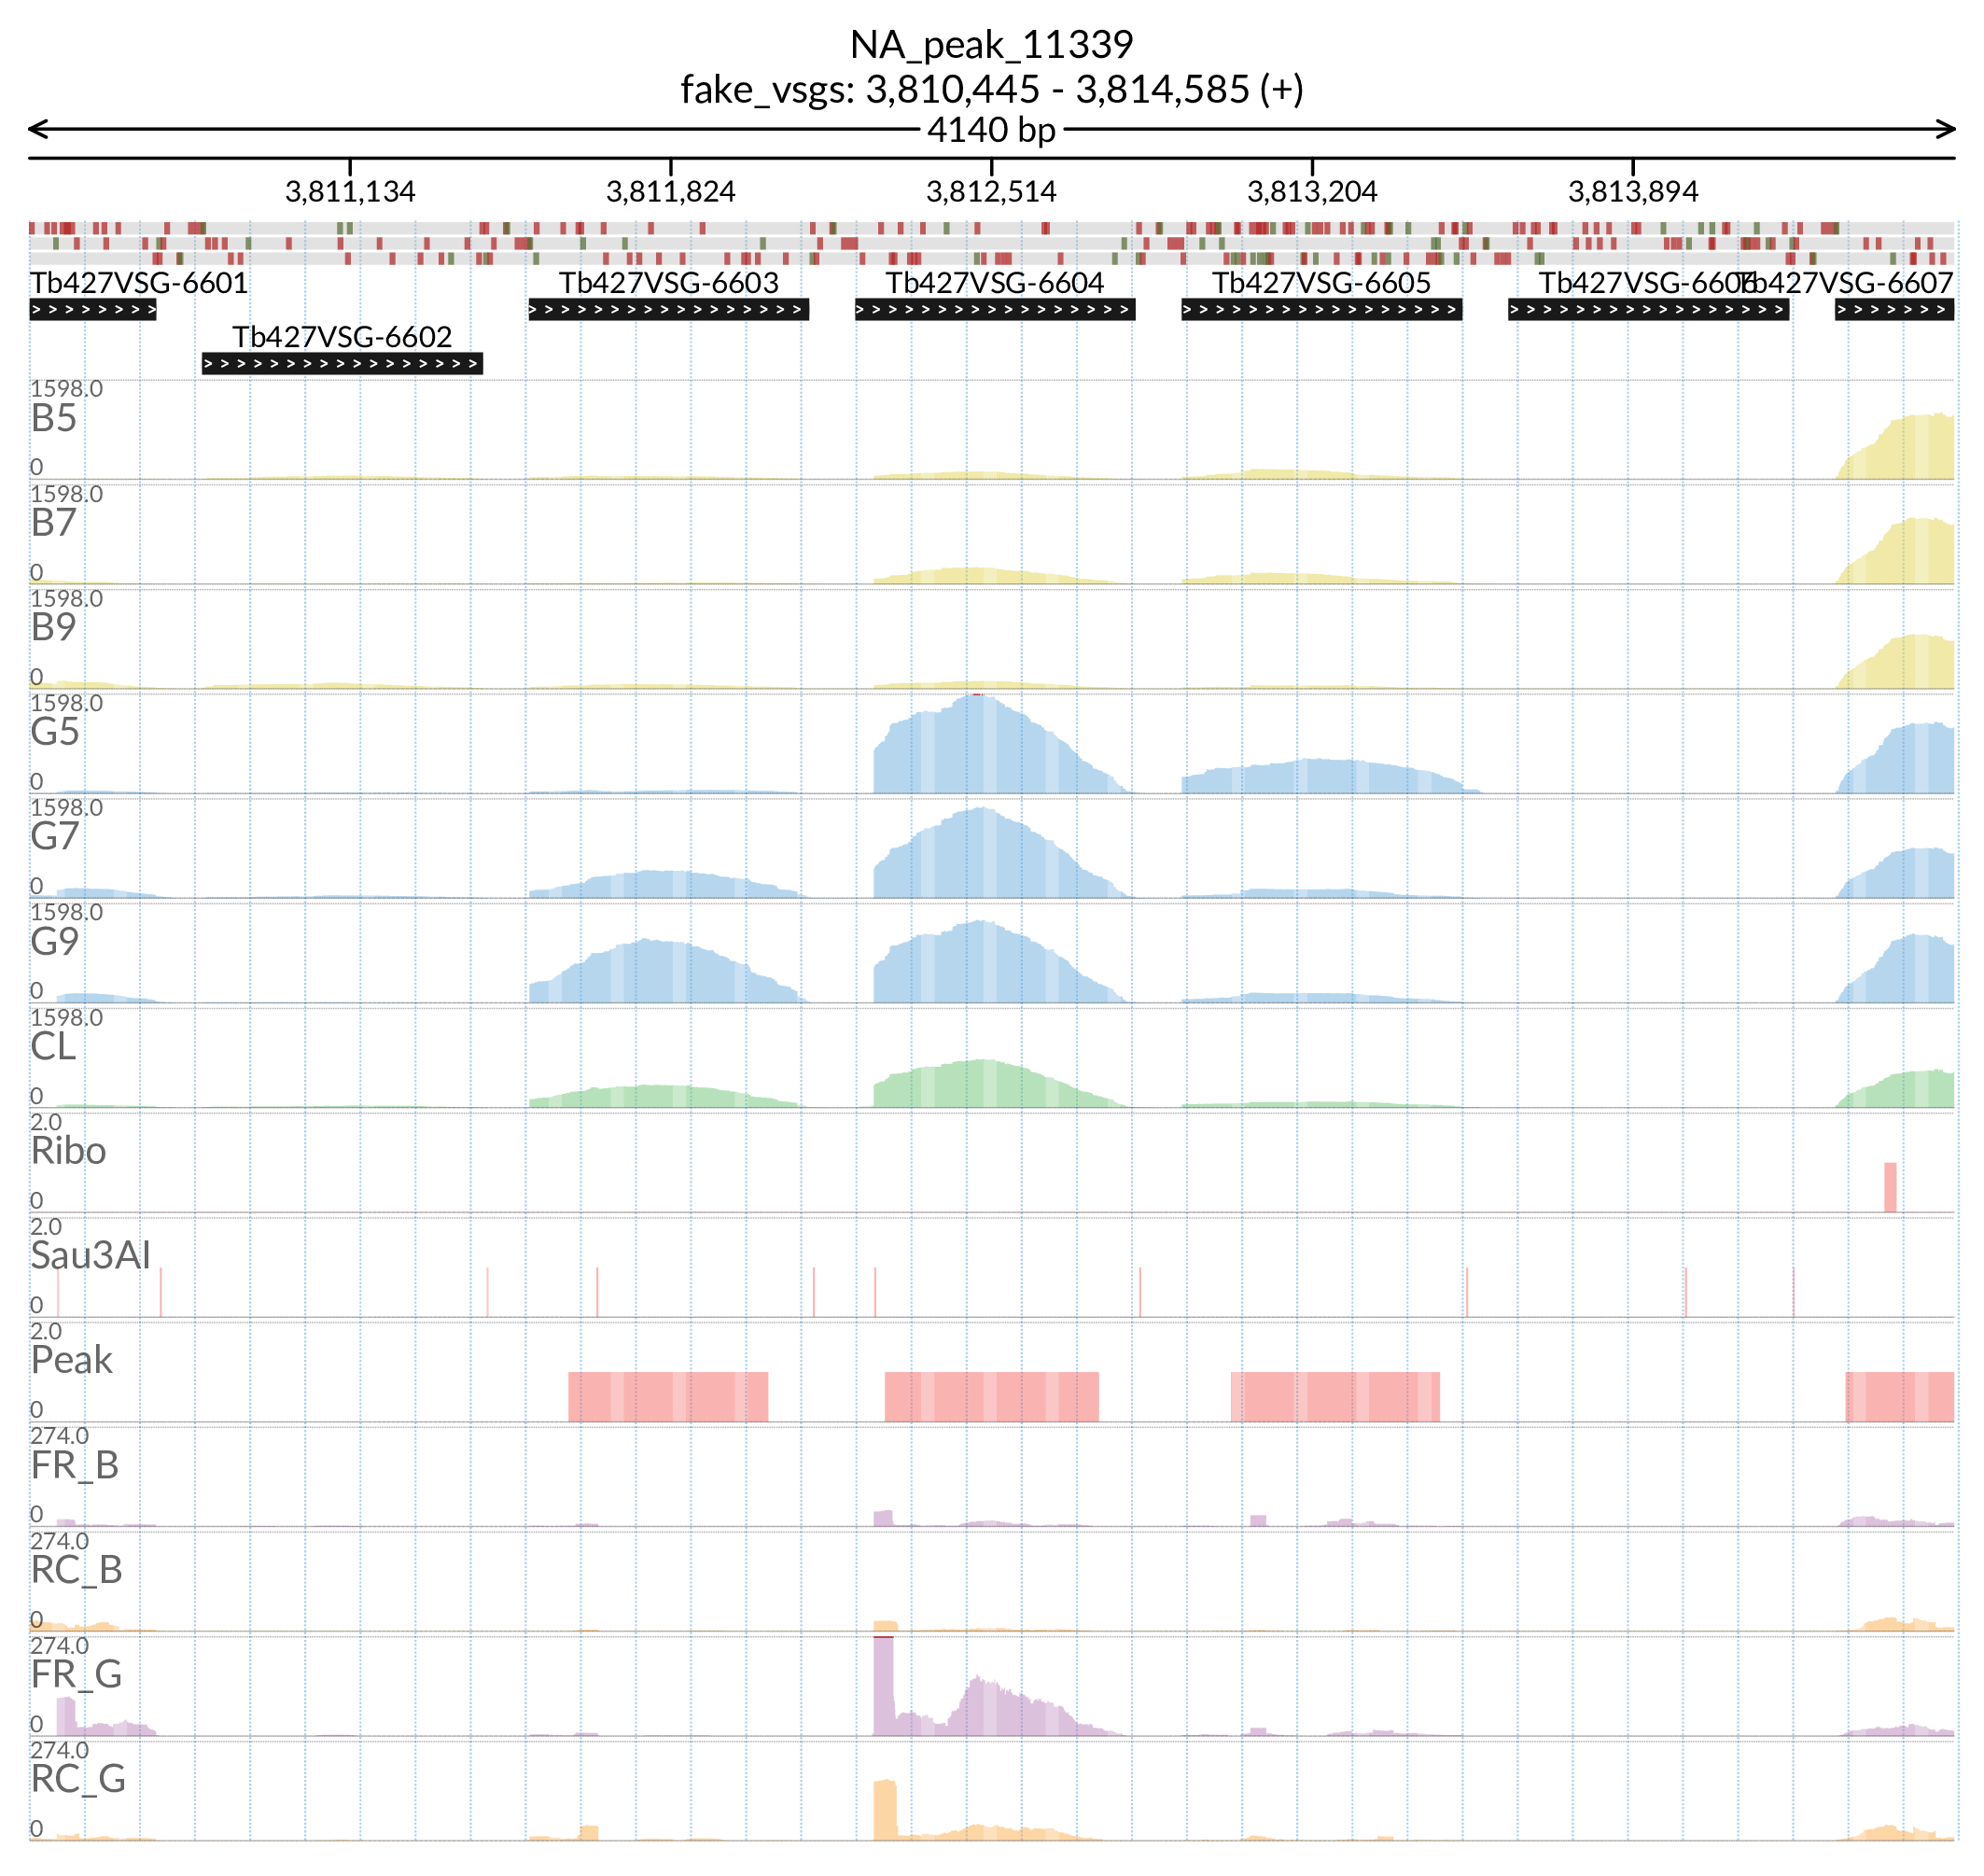 NA_peak_11339
fake_vsgs: 3,810,445 - 3,814,585 (+)
4140 bp
3,811,134 3,811,824 3,812,514 3,813,204 3,813,894
Tb427VSG-6601 Tb427VSG-6603 Tb427VSG-6604 Tb427VSG-6605 Tb427VSG-6606 Tb427VSG-6607
Tb427VSG-6602
1598.0
B5
0
1598.0
B7
0
1598.0
B9
0
1598.0
G5
0
1598.0
G7
0
1598.0
G9
0
1598.0
CL
0
2.0
Ribo
0
2.0
Sau3AI
0
2.0
Peak
0
274.0
FR_B
0
274.0
RC_B
0
274.0
FR_G
0
274.0
RC_G
0